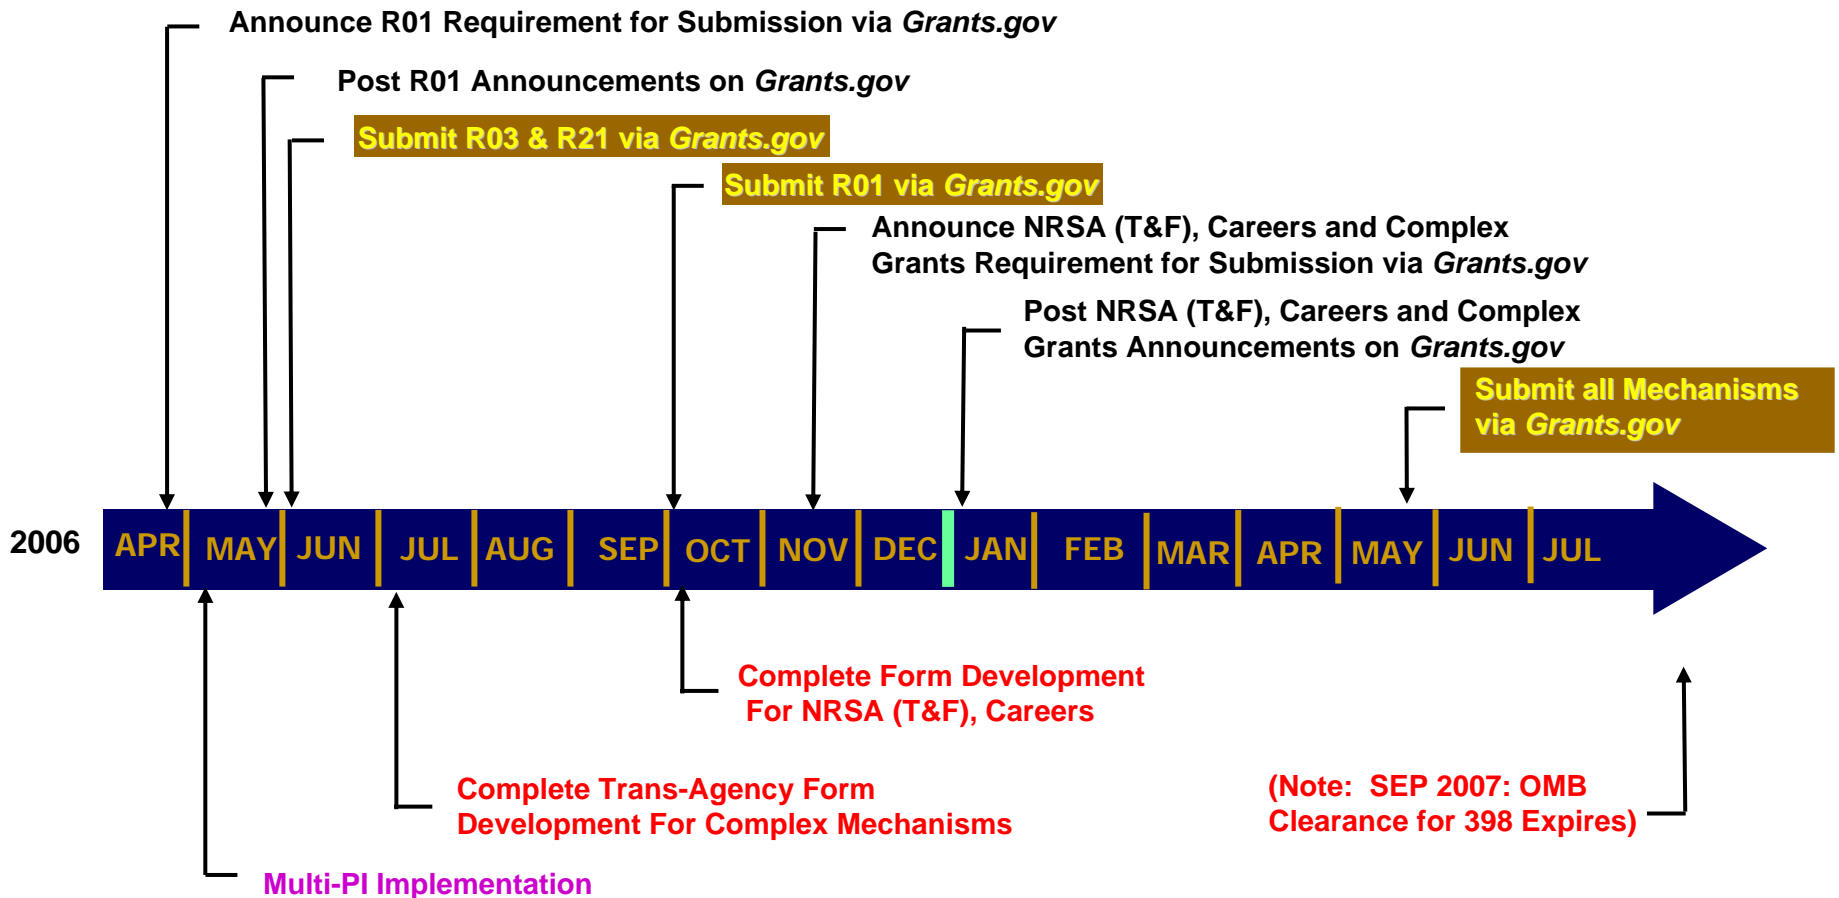 Announce R01 Requirement for Submission via Grants.gov
Post R01 Announcements on Grants.gov
Submit R03 & R21 via Grants.gov
Submit R01 via Grants.gov
Announce NRSA (T&F), Careers and Complex
Grants Requirement for Submission via Grants.gov
Post NRSA (T&F), Careers and Complex
Grants Announcements on Grants.gov
Submit all Mechanisms
via Grants.gov
2006 APR MAY JUN JUL AUG SEP OCT NOV DEC JAN FEB MAR APR MAY JUN JUL
Complete Form Development
For NRSA (T&F), Careers
Complete Trans-Agency Form
Development For Complex Mechanisms
(Note: SEP 2007: OMB
Clearance for 398 Expires)
Multi-PI Implementation